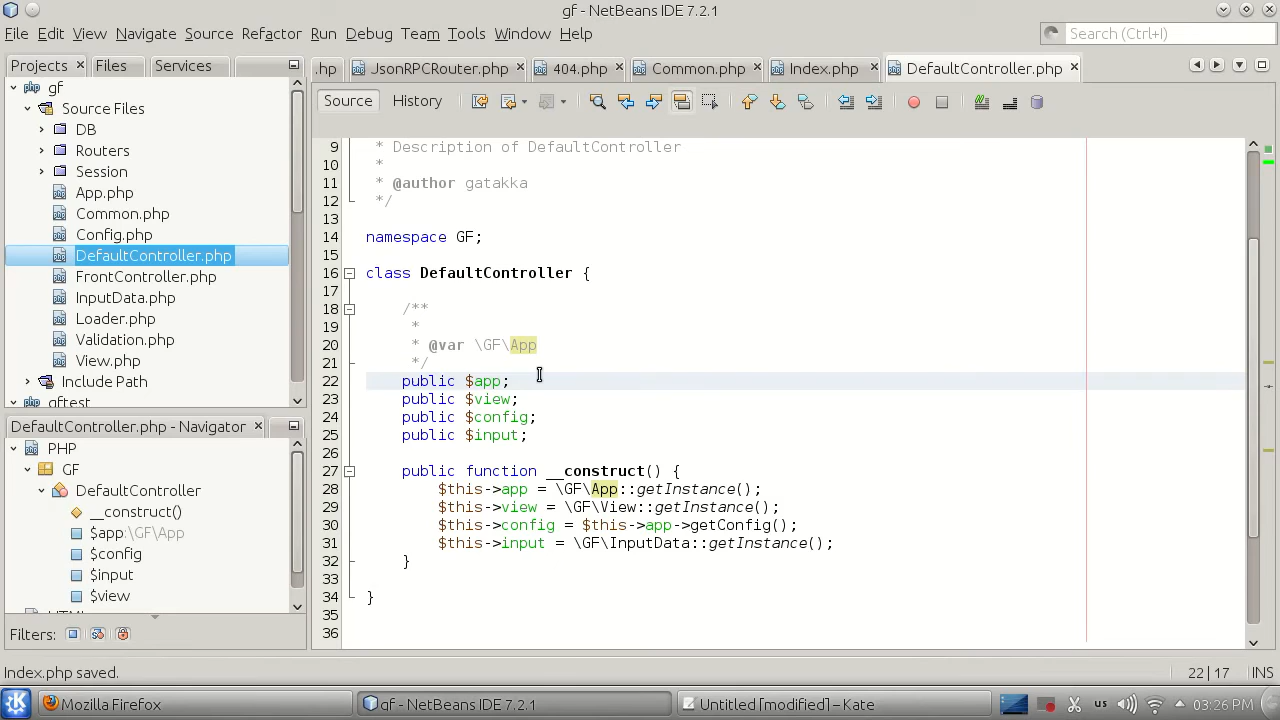 gf - NetBeans IDE 7.2.1
File Edit View Navigate Source Refactor Run Debug Team Tools Window Help
Search (Ctrl+I)
Projects Files Services
.hp JsonRPCRouter.php 404.php Common.php Index.php DefaultController.php
Source History
gf
Source Files
DB
Routers
Session
App.php
Common.php
Config.php
DefaultController.php
FrontController.php
InputData.php
Loader.php
Validation.php
View.php
Include Path
gftest
DefaultController.php - Navigator
PHP
GF
DefaultController
__construct()
$app:\GF\App
$config
$input
$view
Filters:
9 * Description of DefaultController
10 *
11 * @author gatakka
12 */
13
14 namespace GF;
15
16 class DefaultController {
17
18 /**
19 *
20 * @var \GF\App
21 */
22 public $app;
23 public $view;
24 public $config;
25 public $input;
26
27 public function __construct() {
28 $this->app = \GF\App::getInstance();
29 $this->view = \GF\View::getInstance();
30 $this->config = $this->app->getConfig();
31 $this->input = \GF\InputData::getInstance();
32 }
33
34 }
35
36
Index.php saved.
22 | 17 INS
Mozilla Firefox gf - NetBeans IDE 7.2.1 Untitled [modified] - Kate us 03:26 PM